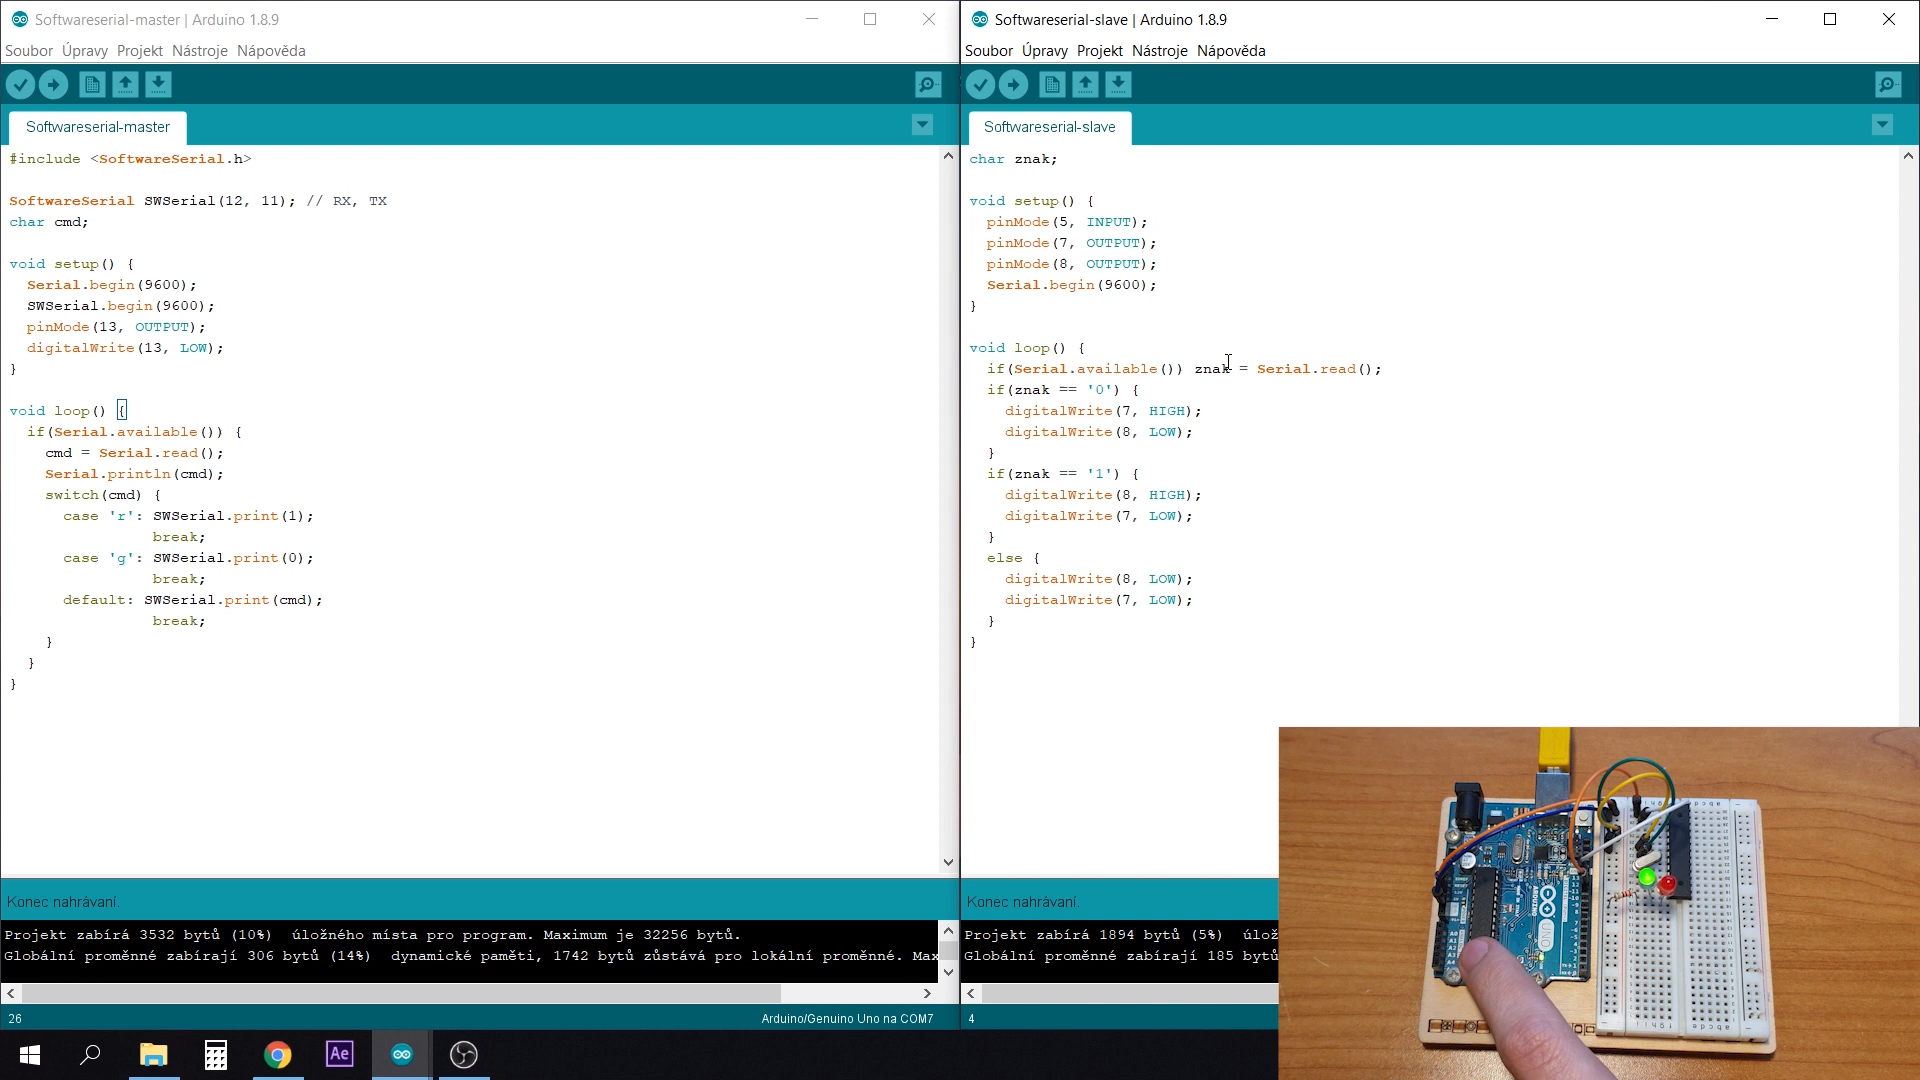 Softwareserial-master | Arduino 1.8.9
Soubor Úpravy Projekt Nástroje Nápověda
Softwareserial-master
#include <SoftwareSerial.h>
SoftwareSerial SWSerial(12, 11); // RX, TX
char cmd;
void setup() {
Serial.begin(9600);
SWSerial.begin(9600);
pinMode(13, OUTPUT);
digitalWrite(13, LOW);
}
void loop() {
if(Serial.available()) {
cmd = Serial.read();
Serial.println(cmd);
switch(cmd) {
case 'r': SWSerial.print(1);
break;
case 'g': SWSerial.print(0);
break;
default: SWSerial.print(cmd);
break;
}
}
}
Konec nahrávaní.
Projekt zabírá 3532 bytů (10%) úložného místa pro program. Maximum je 32256 bytů.
Globální proměnné zabírají 306 bytů (14%) dynamické paměti, 1742 bytů zůstává pro lokální proměnné. Max
26
Arduino/Genuino Uno na COM7
Softwareserial-slave | Arduino 1.8.9
Soubor Úpravy Projekt Nástroje Nápověda
Softwareserial-slave
char znak;
void setup() {
pinMode(5, INPUT);
pinMode(7, OUTPUT);
pinMode(8, OUTPUT);
Serial.begin(9600);
}
void loop() {
if(Serial.available()) znak = Serial.read();
if(znak == '0') {
digitalWrite(7, HIGH);
digitalWrite(8, LOW);
}
if(znak == '1') {
digitalWrite(8, HIGH);
digitalWrite(7, LOW);
}
else {
digitalWrite(8, LOW);
digitalWrite(7, LOW);
}
}
Konec nahrávaní.
Projekt zabírá 1894 bytů (5%) úlož
Globální proměnné zabírají 185 bytů
4
Ae
UNO
ARDUINO